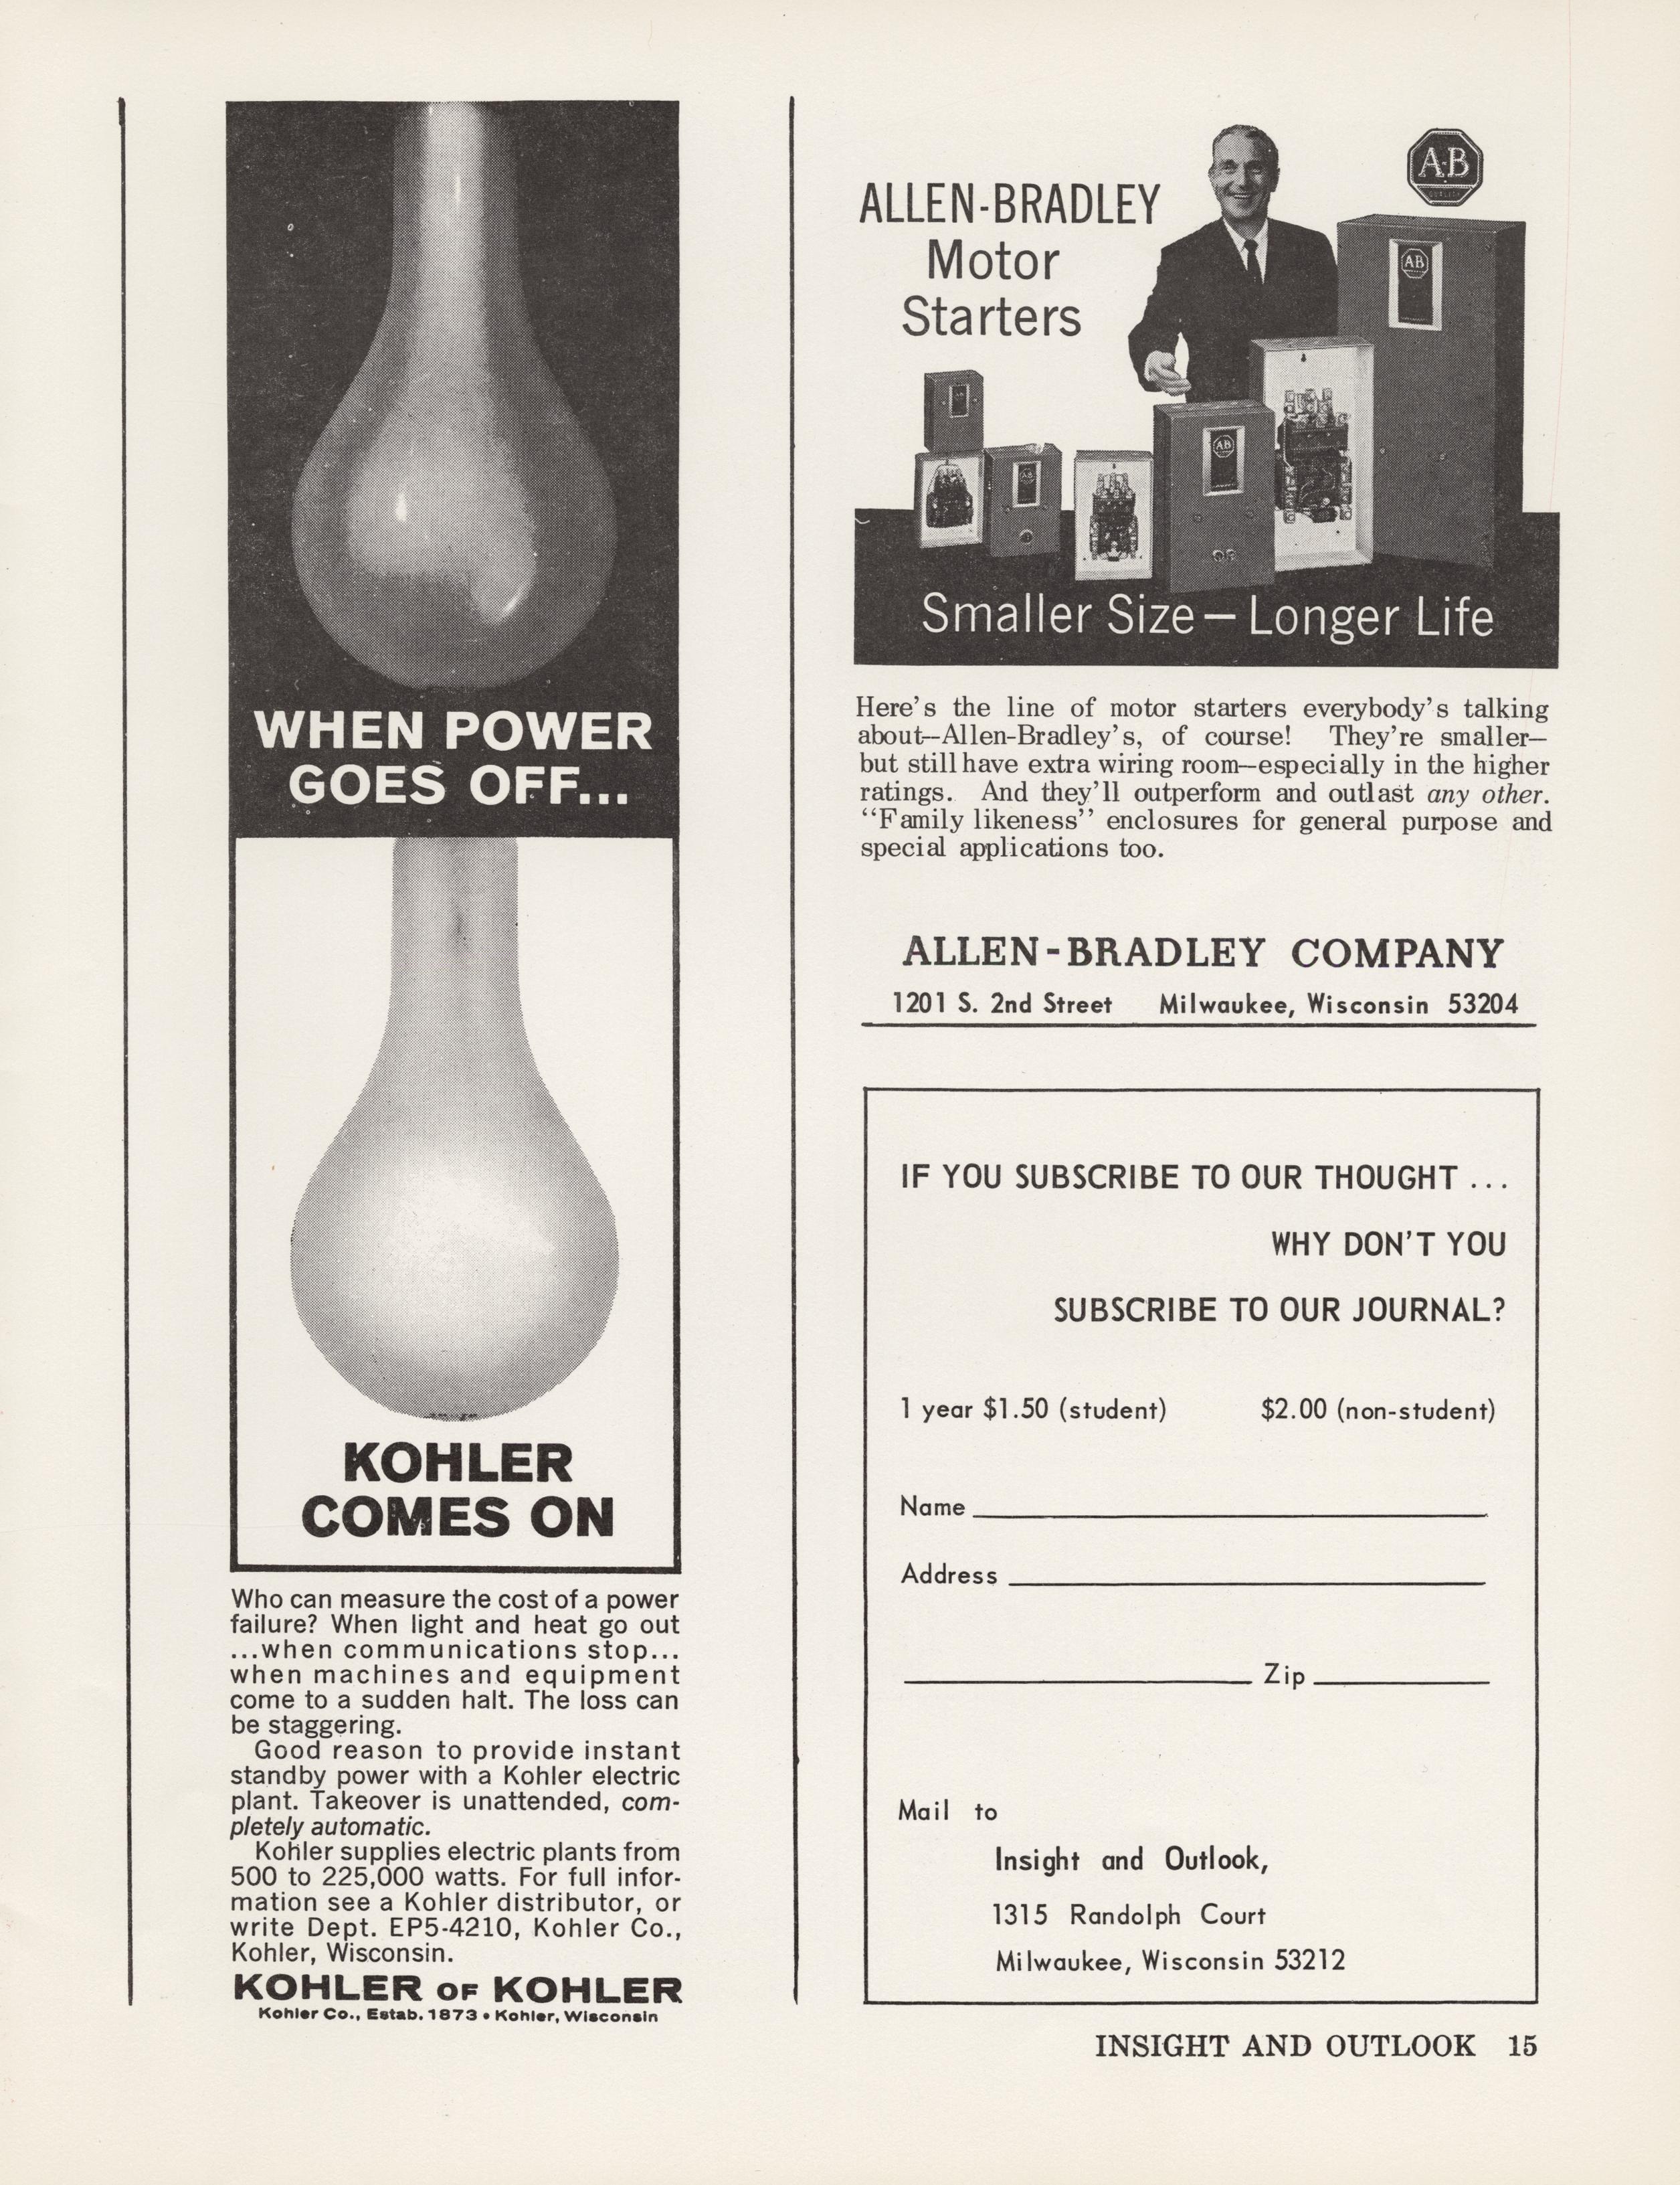 WHEN POWER
GOES OFF...
KOHLER
COMES ON
Who can measure the cost of a power
failure? When light and heat go out
...when communications stop...
when machines and equipment
come to a sudden halt. The loss can
be staggering.
Good reason to provide instant
standby power with a Kohler electric
plant. Takeover is unattended, com-
pletely automatic.
Kohler supplies electric plants from
500 to 225,000 watts. For full infor-
mation see a Kohler distributor, or
write Dept. EP5-4210, Kohler Co.,
Kohler, Wisconsin.
KOHLER OF KOHLER
Kohler Co., Estab. 1873 • Kohler, Wisconsin
A-B
ALLEN-BRADLEY
Motor
Starters
AB
AB
AB
Smaller Size — Longer Life
Here's the line of motor starters everybody's talking
about--Allen-Bradley's, of course! They're smaller—
but still have extra wiring room--especially in the higher
ratings. And they'll outperform and outlast any other.
"Family likeness" enclosures for general purpose and
special applications too.
ALLEN-BRADLEY COMPANY
1201 S. 2nd Street Milwaukee, Wisconsin 53204
IF YOU SUBSCRIBE TO OUR THOUGHT ...
WHY DON'T YOU
SUBSCRIBE TO OUR JOURNAL?
1 year $1.50 (student) $2.00 (non-student)
Name
Address
Zip
Mail to
Insight and Outlook,
1315 Randolph Court
Milwaukee, Wisconsin 53212
INSIGHT AND OUTLOOK 15